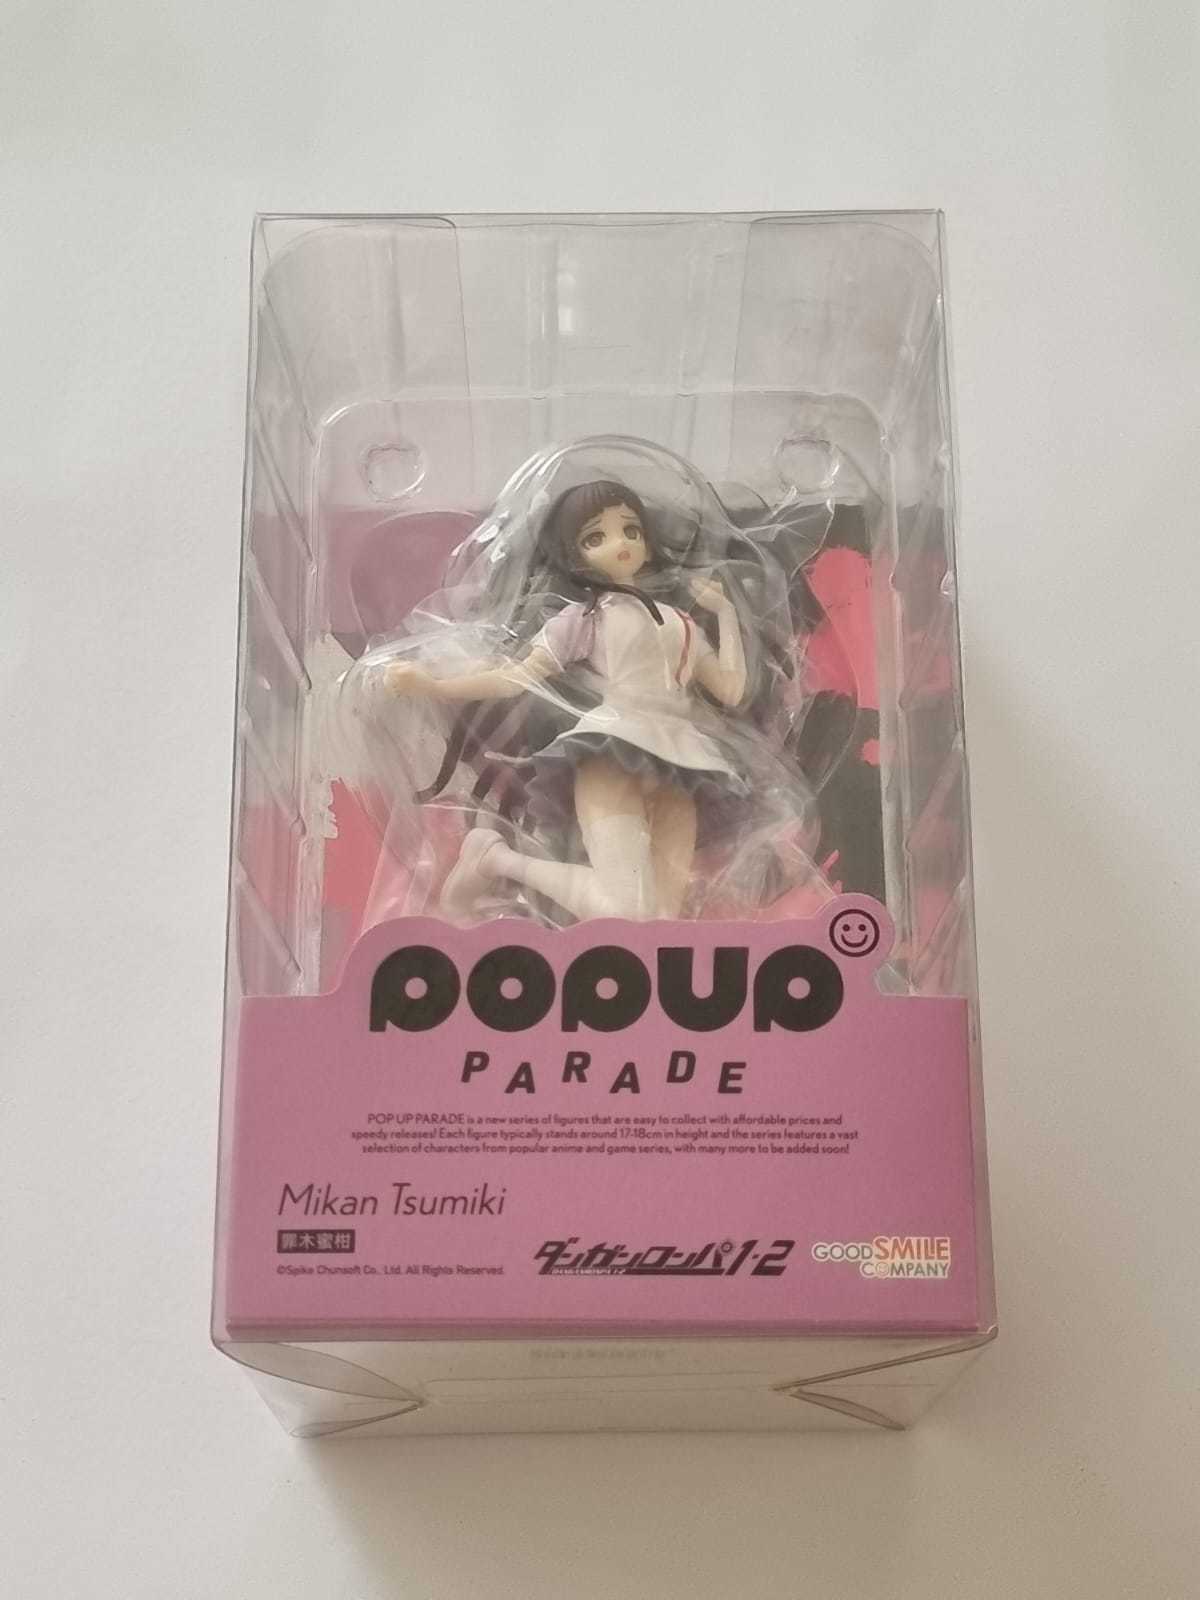 POPUP
PARADE
POP UP PARADE is a new series of figures that are easy to collect with affordable prices and
speedy releases! Each figure typically stands around 17-18cm in height and the series features a vast
selection of characters from popular anime and game series, with many more to be added soon!
Mikan Tsumiki
罪木蜜柑
©Spike Chunsoft Co., Ltd. All Rights Reserved.
ダンガンロンパ1・2
GOOD SMILE
COMPANY